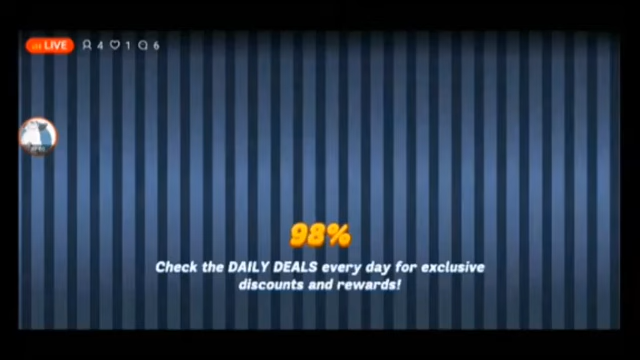 LIVE 4 1 6
98%
Check the DAILY DEALS every day for exclusive
discounts and rewards!